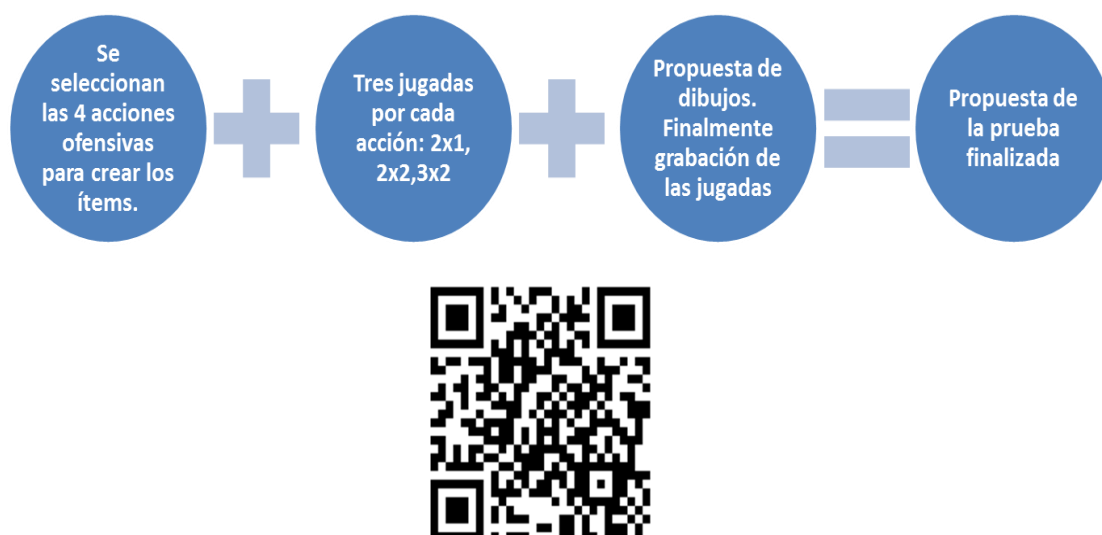 Se
seleccionan
las 4 acciones
ofensivas
para crear los
ítems.
Tres jugadas
por cada
acción: 2x1,
2x2,3x2
Propuesta de
dibujos.
Finalmente
grabación de
las jugadas
Propuesta de
la prueba
finalizada